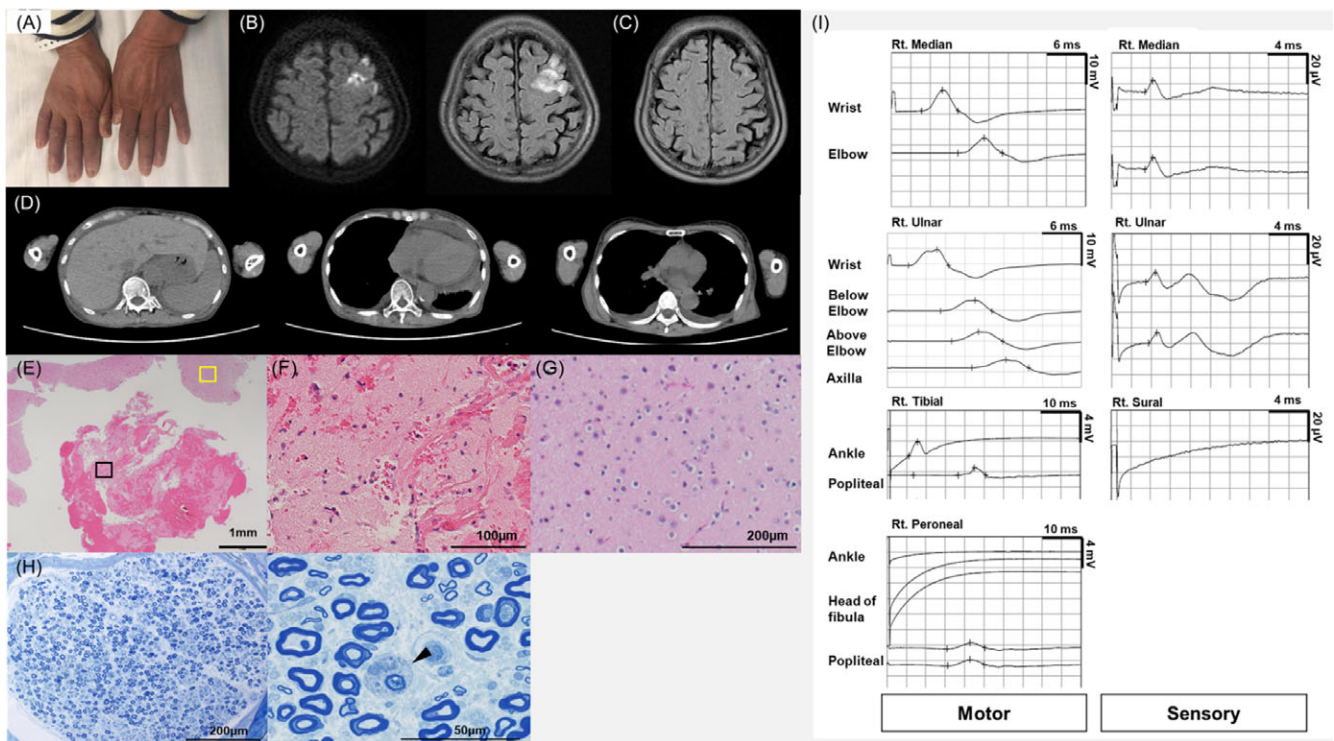 (A)
(B)
(C)
(D)
(E)
1mm
(F)
100μm
(G)
200μm
(H)
200μm
50μm
(I)
Rt. Median
6 ms
10 mV
Wrist
Elbow
Rt. Median
4 ms
20 μV
Rt. Ulnar
6 ms
10 mV
Wrist
Below
Elbow
Above
Elbow
Axilla
Rt. Ulnar
4 ms
20 μV
Rt. Tibial
10 ms
4 mV
Ankle
Popliteal
Rt. Sural
4 ms
20 μV
Rt. Peroneal
10 ms
4 mV
Ankle
Head of
fibula
Popliteal
Motor
Sensory